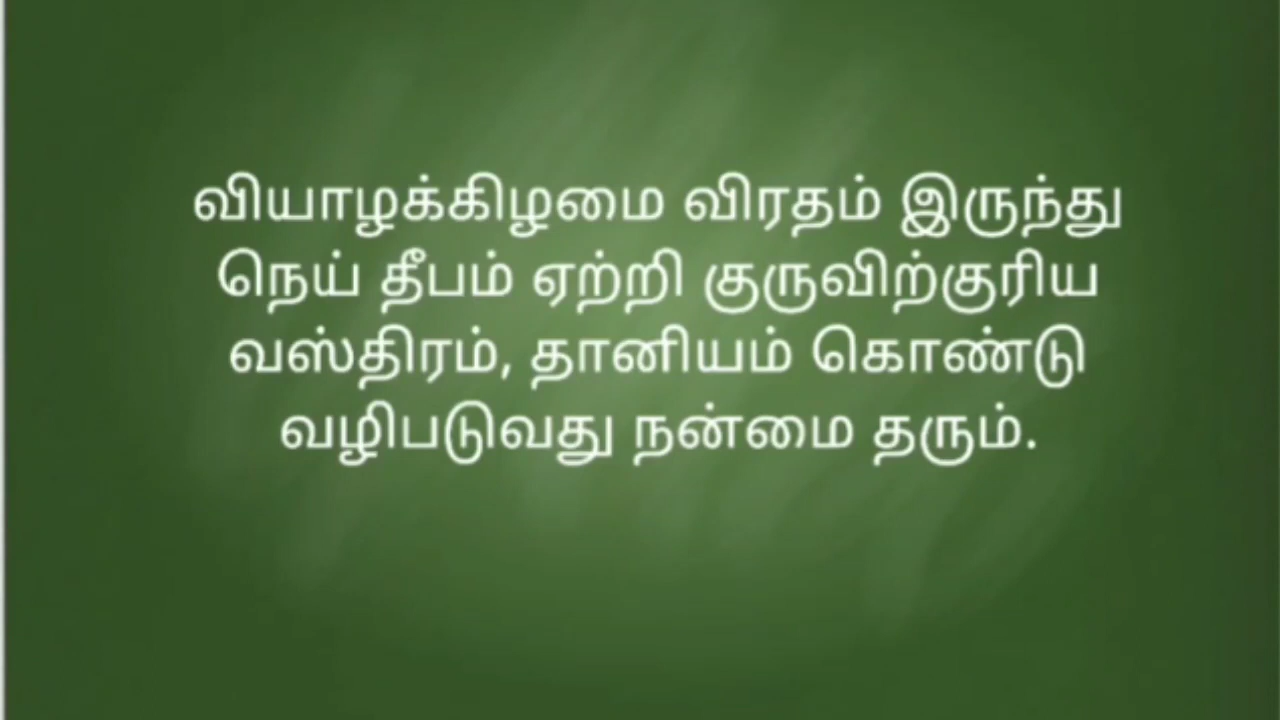 வியாழக்கிழமை விரதம் இருந்து
நெய் தீபம் ஏற்றி குருவிற்குரிய
வஸ்திரம், தானியம் கொண்டு
வழிபடுவது நன்மை தரும்.